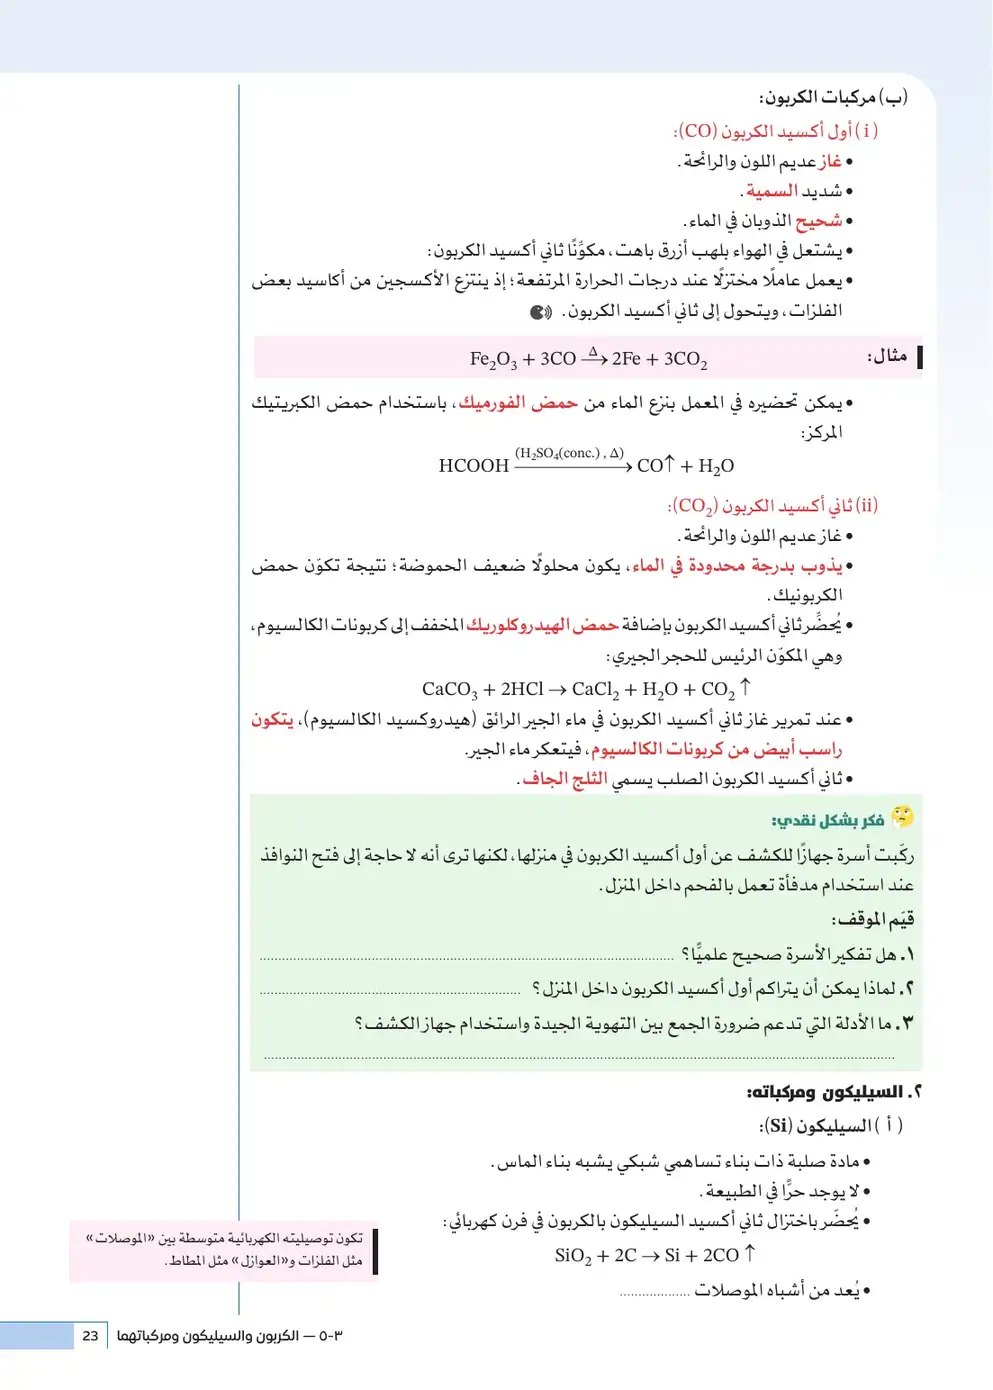 (ب) مركبات الكربون:
( i ) أول أكسيد الكربون (CO):
• غاز عديم اللون والرائحة.
• شديد السمية.
• شحيح الذوبان في الماء.
• يشتعل في الهواء بلهب أزرق باهت، مكوِّنًا ثاني أكسيد الكربون:
• يعمل عاملًا مختزلًا عند درجات الحرارة المرتفعة؛ إذ ينتزع الأكسجين من أكاسيد بعض
الفلزات، ويتحول إلى ثاني أكسيد الكربون.
مثال: Fe₂O₃ + 3CO —Δ→ 2Fe + 3CO₂
• يمكن تحضيره في المعمل بنزع الماء من حمض الفورميك، باستخدام حمض الكبريتيك
المركز:
HCOOH —(H₂SO₄(conc.) , Δ)→ CO↑ + H₂O
(ii) ثاني أكسيد الكربون (CO₂):
• غاز عديم اللون والرائحة.
• يذوب بدرجة محدودة في الماء، يكون محلولًا ضعيف الحموضة؛ نتيجة تكوّن حمض
الكربونيك.
• يُحضَّر ثاني أكسيد الكربون بإضافة حمض الهيدروكلوريك المخفف إلى كربونات الكالسيوم،
وهي المكوّن الرئيس للحجر الجيري:
CaCO₃ + 2HCl → CaCl₂ + H₂O + CO₂ ↑
• عند تمرير غاز ثاني أكسيد الكربون في ماء الجير الرائق (هيدروكسيد الكالسيوم)، يتكون
راسب أبيض من كربونات الكالسيوم، فيتعكر ماء الجير.
• ثاني أكسيد الكربون الصلب يسمي الثلج الجاف.
فكر بشكل نقدي:
ركّبت أسرة جهازًا للكشف عن أول أكسيد الكربون في منزلها، لكنها ترى أنه لا حاجة إلى فتح النوافذ
عند استخدام مدفأة تعمل بالفحم داخل المنزل.
قيّم الموقف:
١. هل تفكير الأسرة صحيح علميًّا؟ ........................................
٢. لماذا يمكن أن يتراكم أول أكسيد الكربون داخل المنزل؟ ........................................
٣. ما الأدلة التي تدعم ضرورة الجمع بين التهوية الجيدة واستخدام جهاز الكشف؟
........................................
٢. السيليكون ومركباته:
( أ ) السيليكون (Si):
• مادة صلبة ذات بناء تساهمي شبكي يشبه بناء الماس.
• لا يوجد حرًّا في الطبيعة.
• يُحضّر باختزال ثاني أكسيد السيليكون بالكربون في فرن كهربائي:
SiO₂ + 2C → Si + 2CO ↑
• يُعد من أشباه الموصلات ...................
تكون توصيليته الكهربائية متوسطة بين «الموصلات»
مثل الفلزات و«العوازل» مثل المطاط.
٣-٥ — الكربون والسيليكون ومركباتهما 23